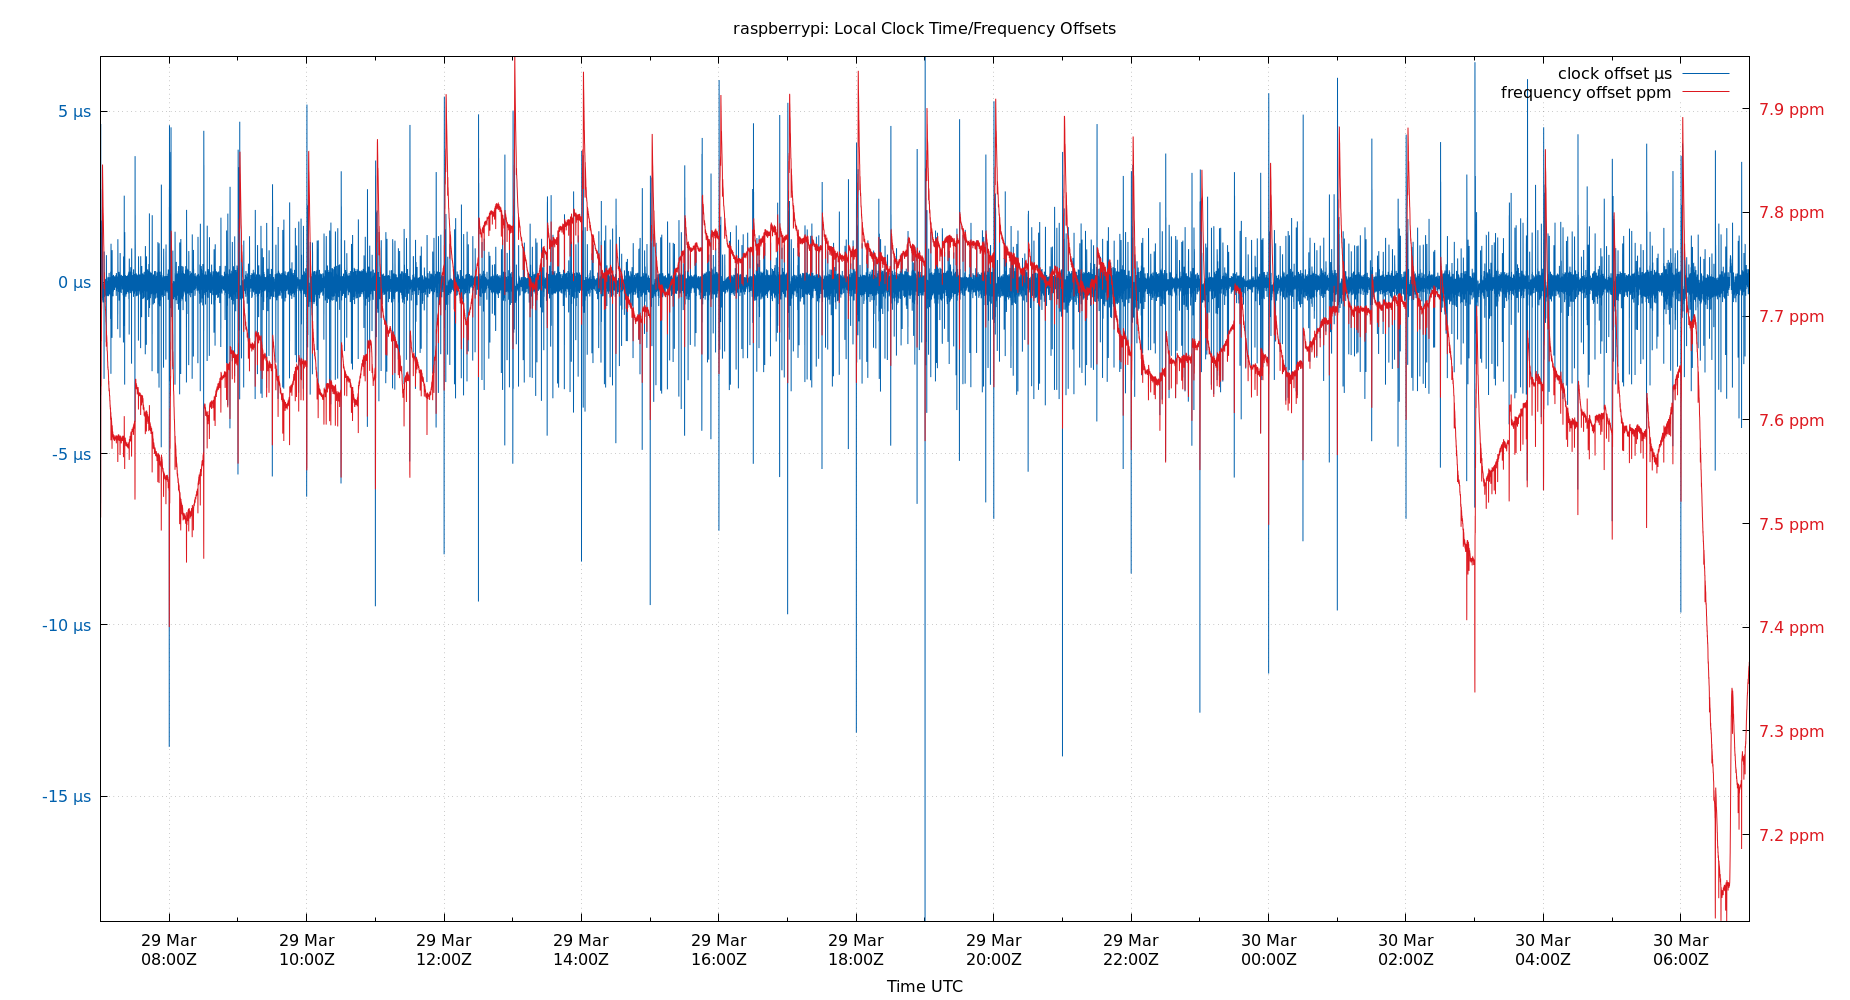 raspberrypi: Local Clock Time/Frequency Offsets
clock offset µs
frequency offset ppm
5 µs
0 µs
-5 µs
-10 µs
-15 µs
7.9 ppm
7.8 ppm
7.7 ppm
7.6 ppm
7.5 ppm
7.4 ppm
7.3 ppm
7.2 ppm
29 Mar 29 Mar 29 Mar 29 Mar 29 Mar 29 Mar 29 Mar 29 Mar 30 Mar 30 Mar 30 Mar 30 Mar
08:00Z 10:00Z 12:00Z 14:00Z 16:00Z 18:00Z 20:00Z 22:00Z 00:00Z 02:00Z 04:00Z 06:00Z
Time UTC